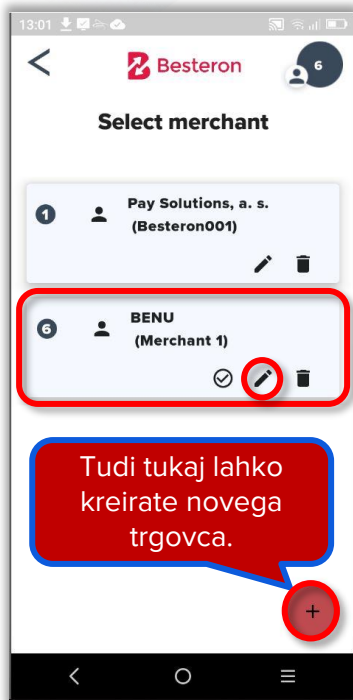 13:01
Besteron
6
Select merchant
1
Pay Solutions, a. s.
(Besteron001)
6
BENU
(Merchant 1)
Tudi tukaj lahko
kreirate novega
trgovca.
+